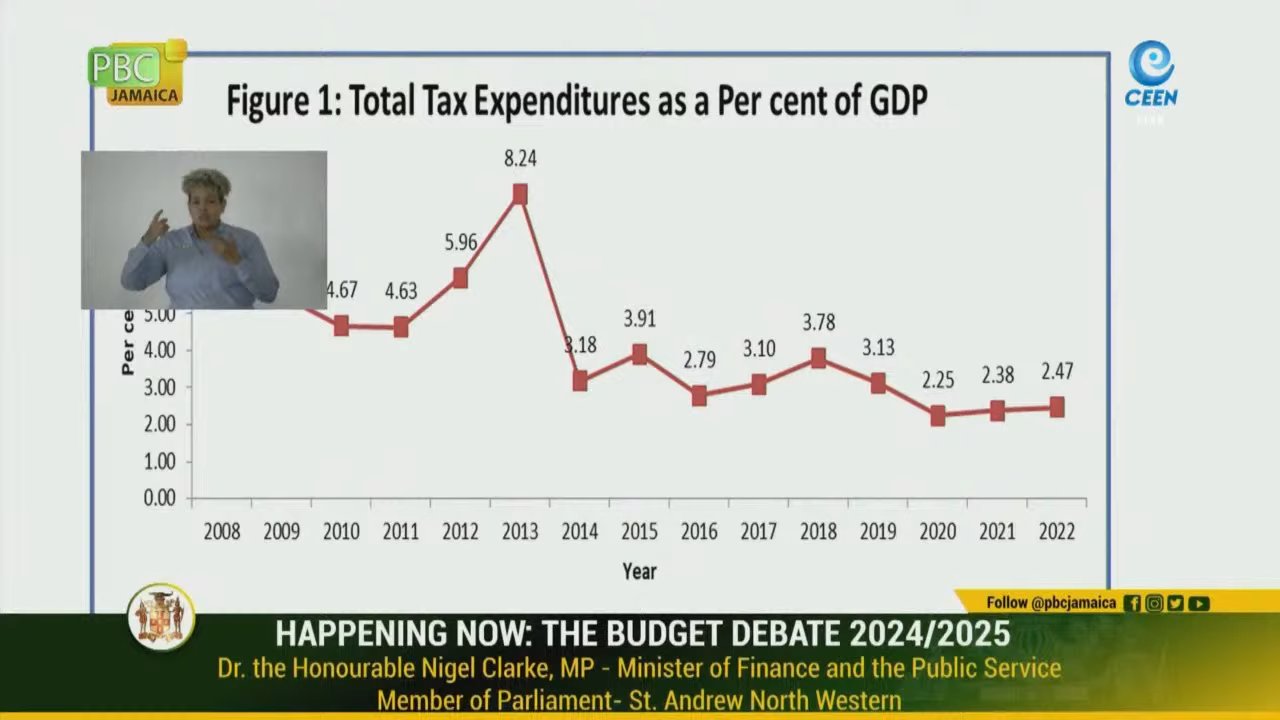 PBC
JAMAICA
CEEN
Figure 1: Total Tax Expenditures as a Per cent of GDP
8.24
5.96
4.67
4.63
3.91
3.78
3.18
3.10
3.13
2.79
2.25
2.38
2.47
Per ce
5.00
4.00
3.00
2.00
1.00
0.00
2008 2009 2010 2011 2012 2013 2014 2015 2016 2017 2018 2019 2020 2021 2022
Year
Follow @pbcjamaica
HAPPENING NOW: THE BUDGET DEBATE 2024/2025
Dr. the Honourable Nigel Clarke, MP - Minister of Finance and the Public Service
Member of Parliament- St. Andrew North Western